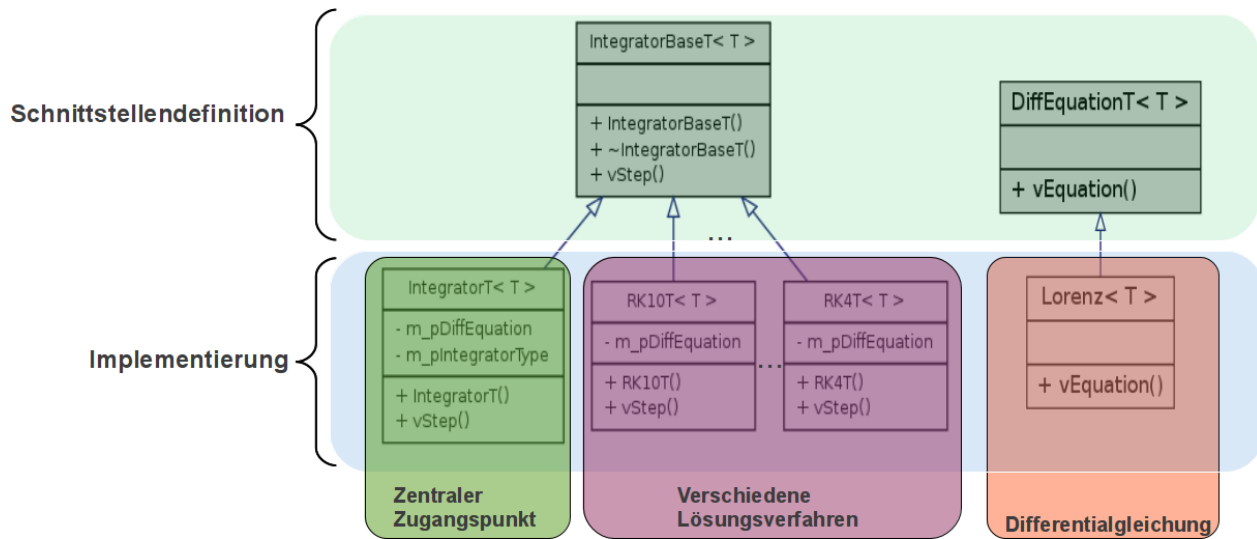 IntegratorBaseT< T >
+ IntegratorBaseT()
+ ~IntegratorBaseT()
+ vStep()
DiffEquationT< T >
+ vEquation()
Schnittstellendefinition
...
IntegratorT< T >
- m_pDiffEquation
- m_pIntegratorType
+ IntegratorT()
+ vStep()
RK10T< T >
- m_pDiffEquation
+ RK10T()
+ vStep()
...
RK4T< T >
- m_pDiffEquation
+ RK4T()
+ vStep()
Lorenz< T >
+ vEquation()
Implementierung
Zentraler
Zugangspunkt
Verschiedene
Lösungsverfahren
Differentialgleichung